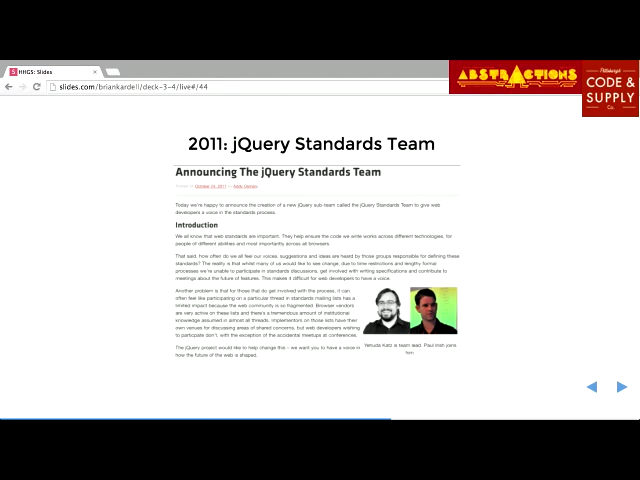 HHGS: Slides
slides.com/briankardell/deck-3-4/live#/44
ABSTRACTIONS
Pittsburgh
CODE
& SUPPLY
Co.
2011: jQuery Standards Team
Announcing The jQuery Standards Team
Posted on October 24, 2011 by Addy Osmani
Today we're happy to announce the creation of a new jQuery sub-team called the jQuery Standards Team to give web
developers a voice in the standards process.
Introduction
We all know that web standards are important. They help ensure the code we write works across different technologies, for
people of different abilities and most importantly across all browsers.
That said, how often do we all feel our voices, suggestions and ideas are heard by those groups responsible for defining these
standards? The reality is that whilst many of us would like to see change, due to time restrictions and lengthy formal
processes we're unable to participate in standards discussions, get involved with writing specifications and contribute to
meetings about the future of features. This makes it difficult for web developers to have a voice.
Another problem is that for those that do get involved with the process, it can
often feel like participating on a particular thread in standards mailing lists has a
limited impact because the web community is so fragmented. Browser vendors
are very active on these lists and there's a tremendous amount of institutional
knowledge assumed in almost all threads. Implementors on those lists have their
own venues for discussing areas of shared concerns, but web developers wishing
to participate don't, with the exception of the accidental meetups at conferences.
The jQuery project would like to help change this – we want you to have a voice in
how the future of the web is shaped.
Yehuda Katz is team lead. Paul Irish joins
him